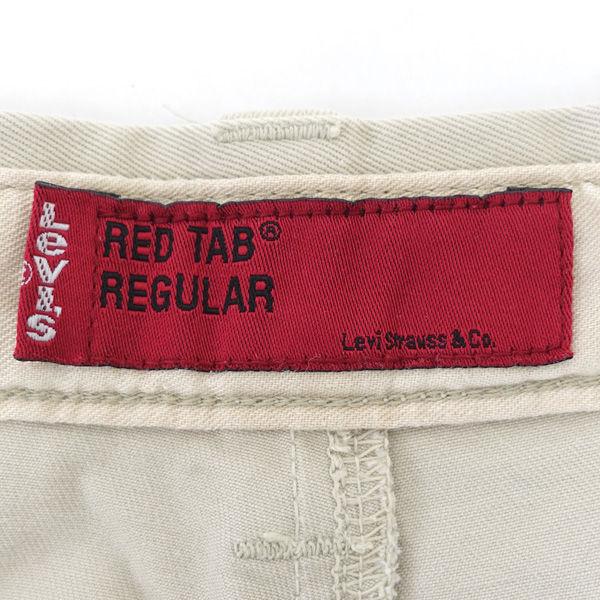 LEVI'S
®
RED TAB®
REGULAR
Levi Strauss & Co.